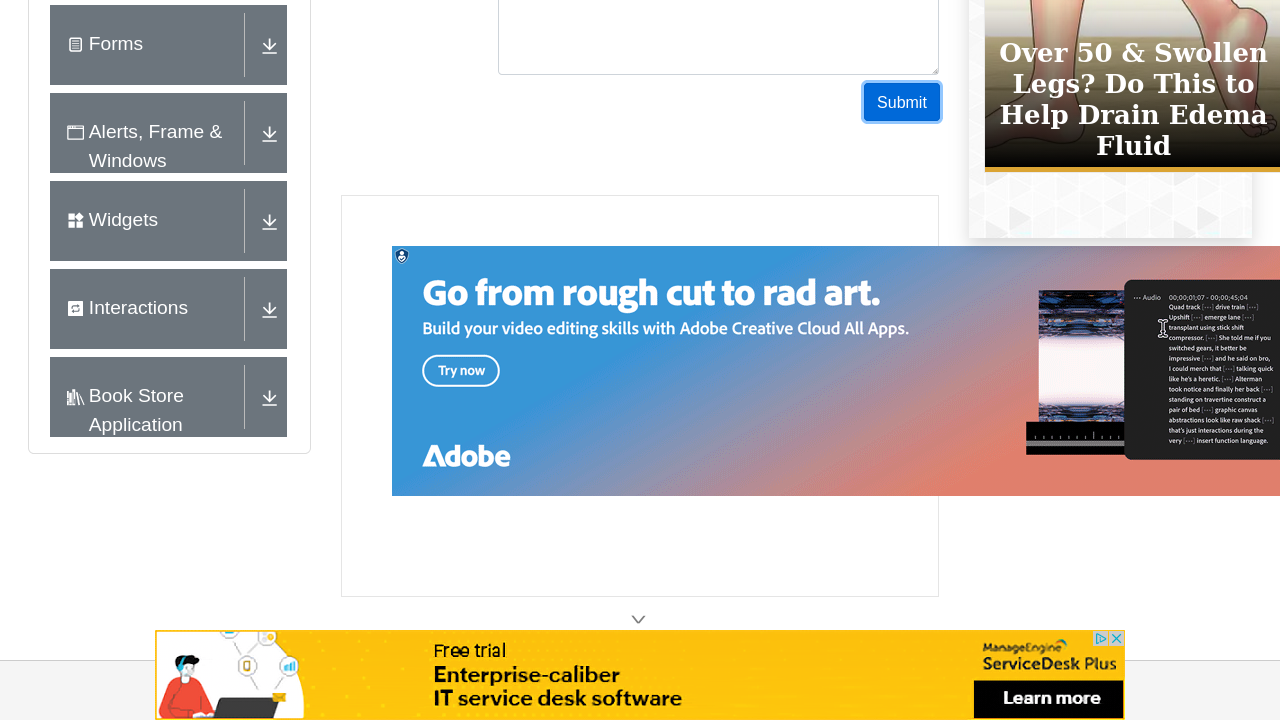 Forms
Alerts, Frame &
Windows
Widgets
Interactions
Book Store
Application
Submit
Over 50 & Swollen
Legs? Do This to
Help Drain Edema
Fluid
Go from rough cut to rad art.
Build your video editing skills with Adobe Creative Cloud All Apps.
Try now
Adobe
••• Audio 00;00;01;07 - 00;00;45;04
Quad track [•••] drive train [•••]
Upshift [•••] emerge lane [•••]
transplant using stick shift
compressor. [•••] She told me if you
switched gears, it better be
impressive [•••] and he said on bro,
I could merch that [•••] talking quick
like he's a heretic. [•••] Alterman
took notice and finally her back [•••]
standing on travertine construct a
pair of bed [•••] graphic canvas
abstractions look like raw shack [•••]
that's just interactions during the
very [•••] insert function language.
Free trial
Enterprise-caliber
IT service desk software
ManageEngine
ServiceDesk Plus
Learn more